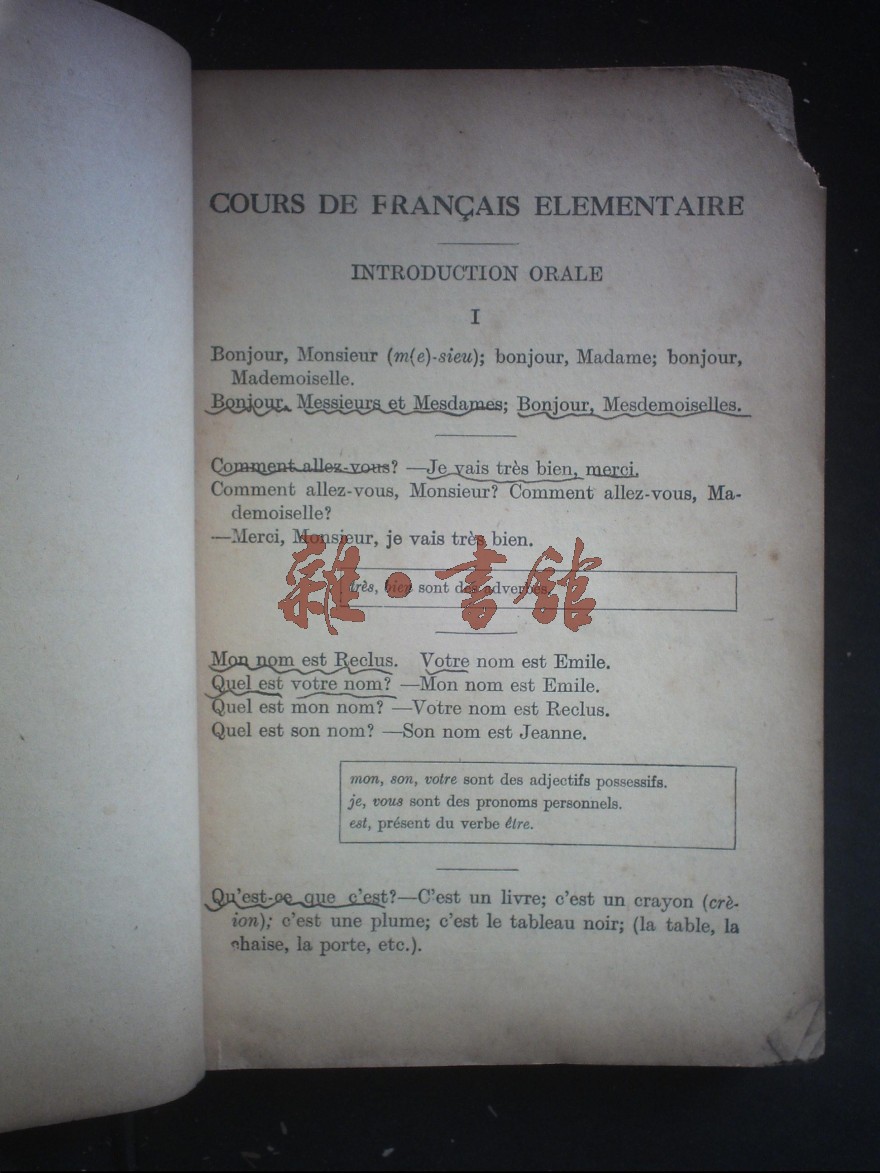 COURS DE FRANÇAIS ELEMENTAIRE
INTRODUCTION ORALE
I
Bonjour, Monsieur (m(e)-sieu); bonjour, Madame; bonjour,
Mademoiselle.
Bonjour, Messieurs et Mesdames; Bonjour, Mesdemoiselles.
Comment allez-vous? —Je vais très bien, merci.
Comment allez-vous, Monsieur? Comment allez-vous, Ma-
demoiselle?
—Merci, Monsieur, je vais très bien.
très, bien sont des adverbes.
雜·書舘
Mon nom est Reclus. Votre nom est Emile.
Quel est votre nom? —Mon nom est Emile.
Quel est mon nom? —Votre nom est Reclus.
Quel est son nom? —Son nom est Jeanne.
mon, son, votre sont des adjectifs possessifs.
je, vous sont des pronoms personnels.
est, présent du verbe être.
Qu'est-ce que c'est?—C'est un livre; c'est un crayon (crè-
ion); c'est une plume; c'est le tableau noir; (la table, la
chaise, la porte, etc.).